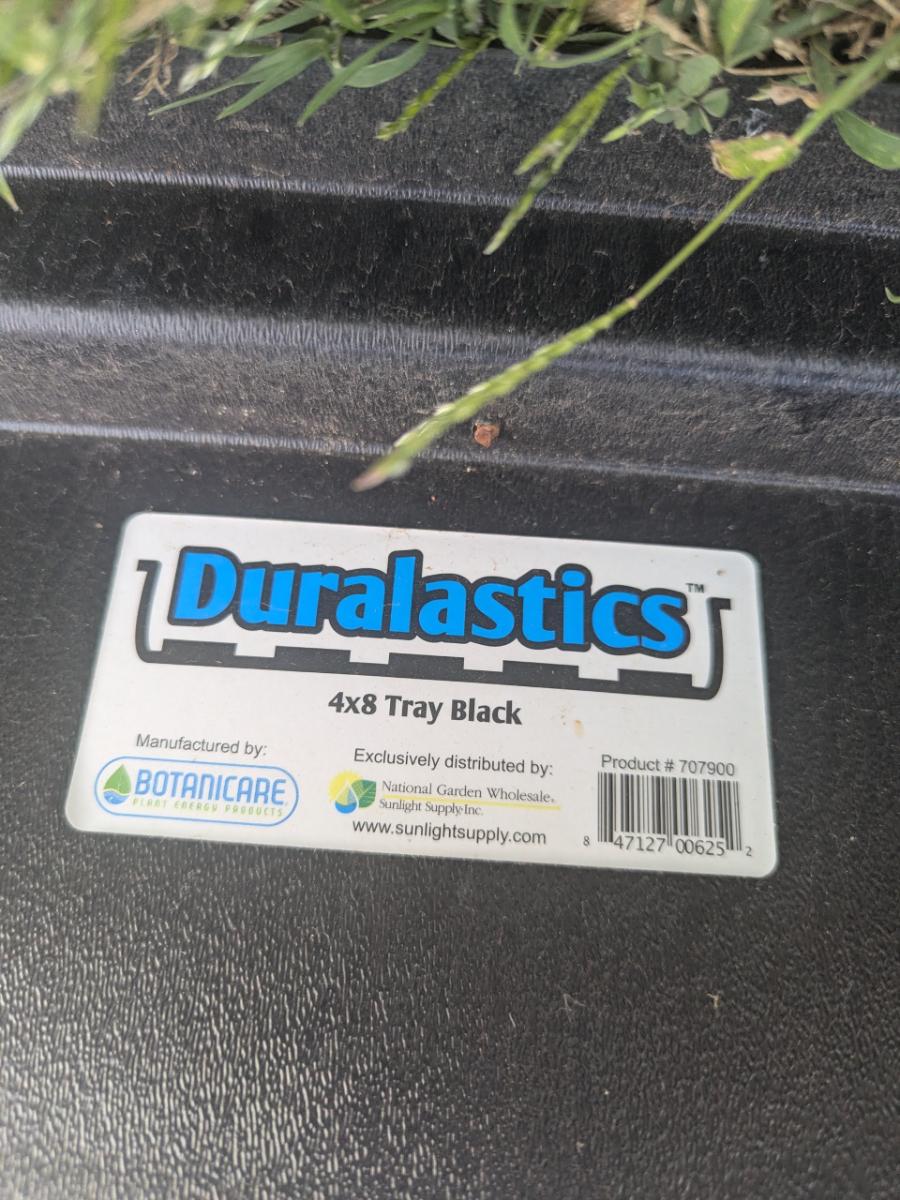 Duralastics™
4x8 Tray Black
Manufactured by:
BOTANICARE®
PLANT ENERGY PRODUCTS
Exclusively distributed by:
National Garden Wholesale®
Sunlight Supply, Inc.
www.sunlightsupply.com
Product # 707900
8 47127 00625 2